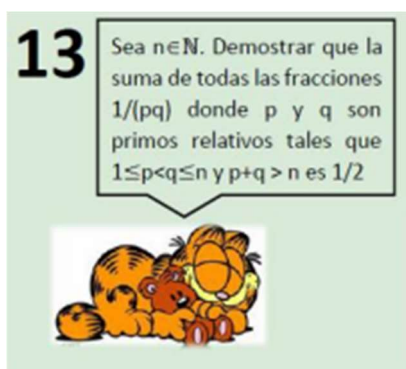 13
Sea n∈ℕ. Demostrar que la
suma de todas las fracciones
1/(pq) donde p y q son
primos relativos tales que
1≤p<q≤n y p+q > n es 1/2